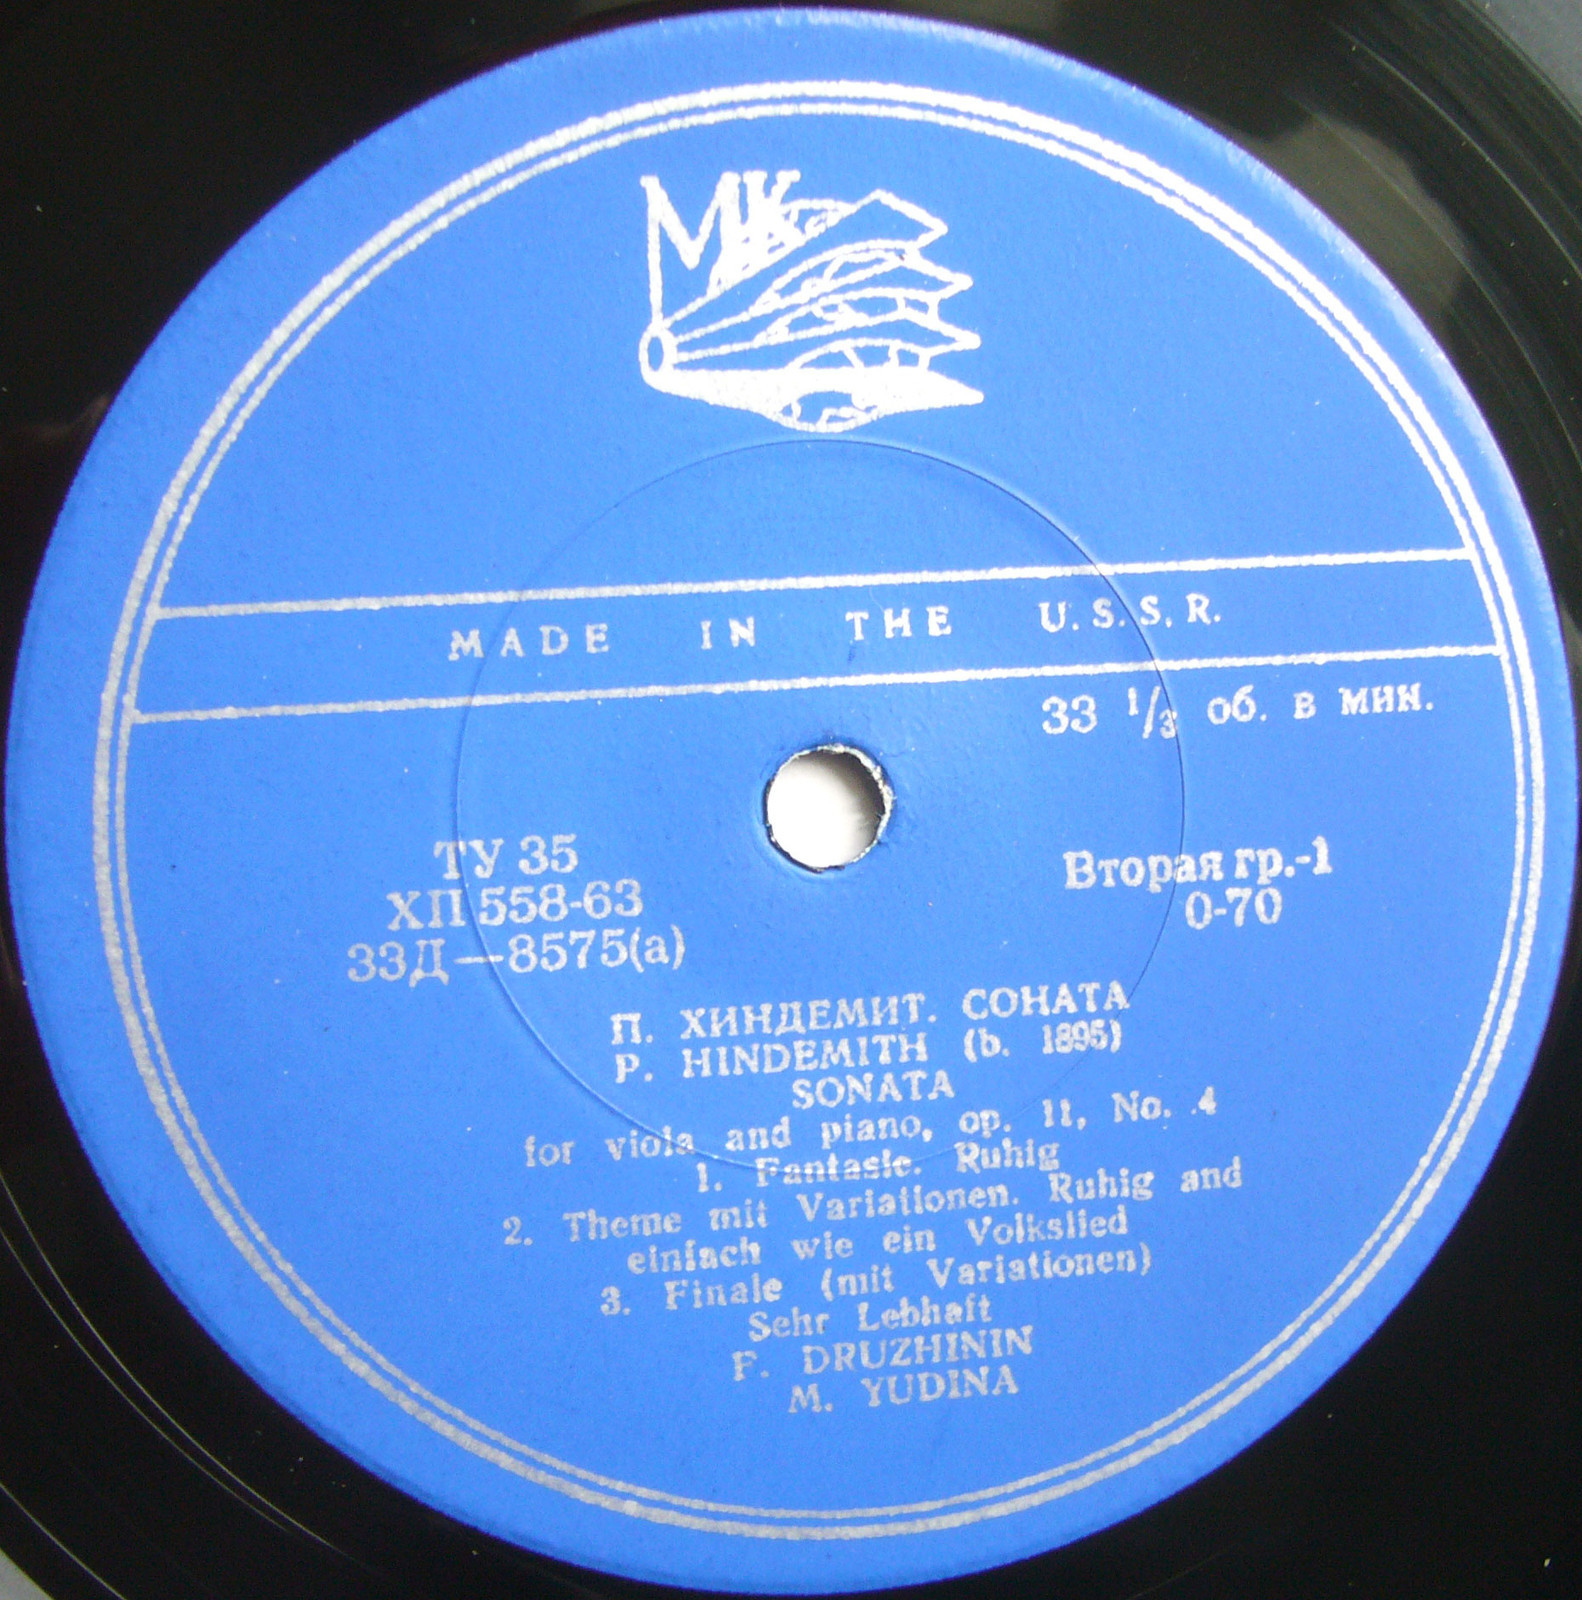 МК
MADE IN THE U.S.S.R.
33 1/3 об. в мин.
ТУ 35
ХП 558-63
33Д—8575(а)
Вторая гр.-1
0-70
П. ХИНДЕМИТ. СОНАТА
P. HINDEMITH (b. 1895)
SONATA
for viola and piano, op. 11, No. 4
1. Fantasie. Ruhig
2. Theme mit Variationen. Ruhig and
einfach wie ein Volkslied
3. Finale (mit Variationen)
Sehr Lebhaft
F. DRUZHININ
M. YUDINA